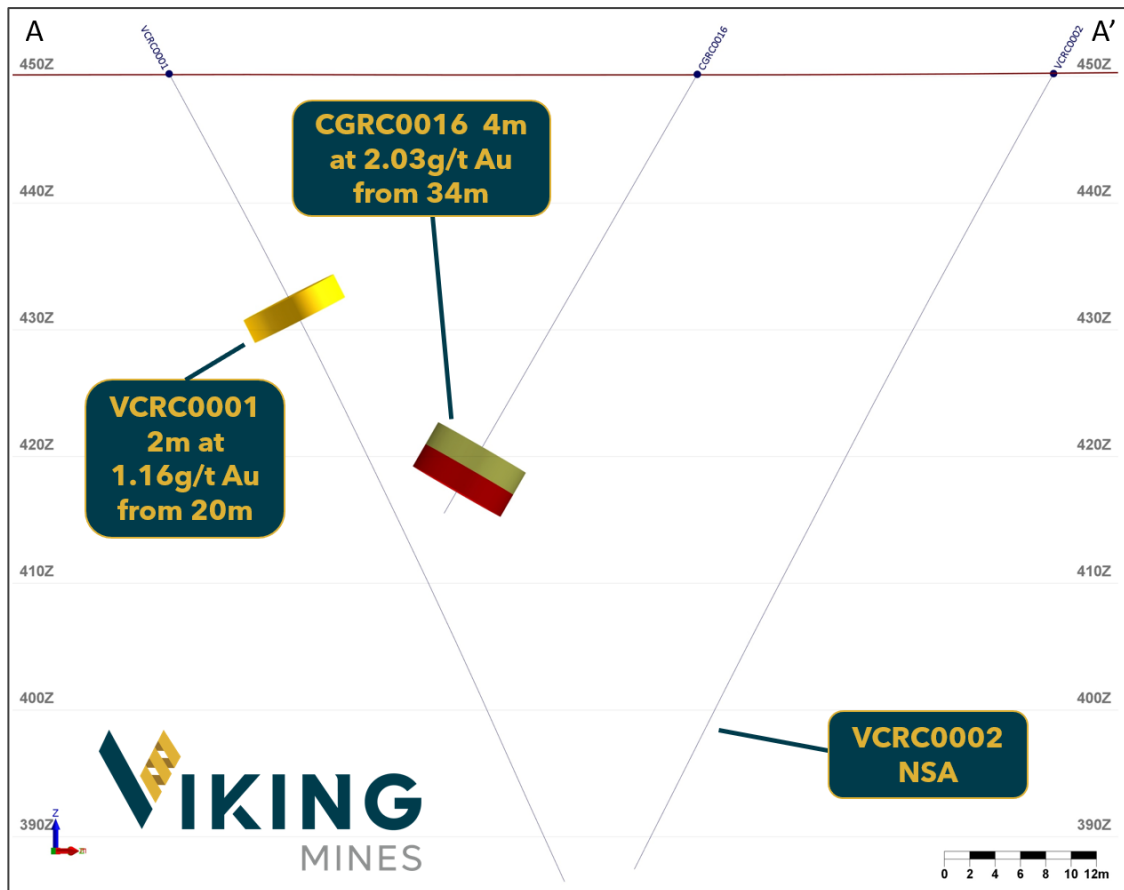 A
A'
VCRC0001
CGRC0016
VCRC0002
450Z
450Z
CGRC0016 4m
at 2.03g/t Au
from 34m
440Z
440Z
430Z
430Z
VCRC0001
2m at
1.16g/t Au
from 20m
420Z
420Z
410Z
410Z
400Z
400Z
VCRC0002
NSA
VIKING
MINES
390Z
390Z
Z
0 2 4 6 8 10 12m